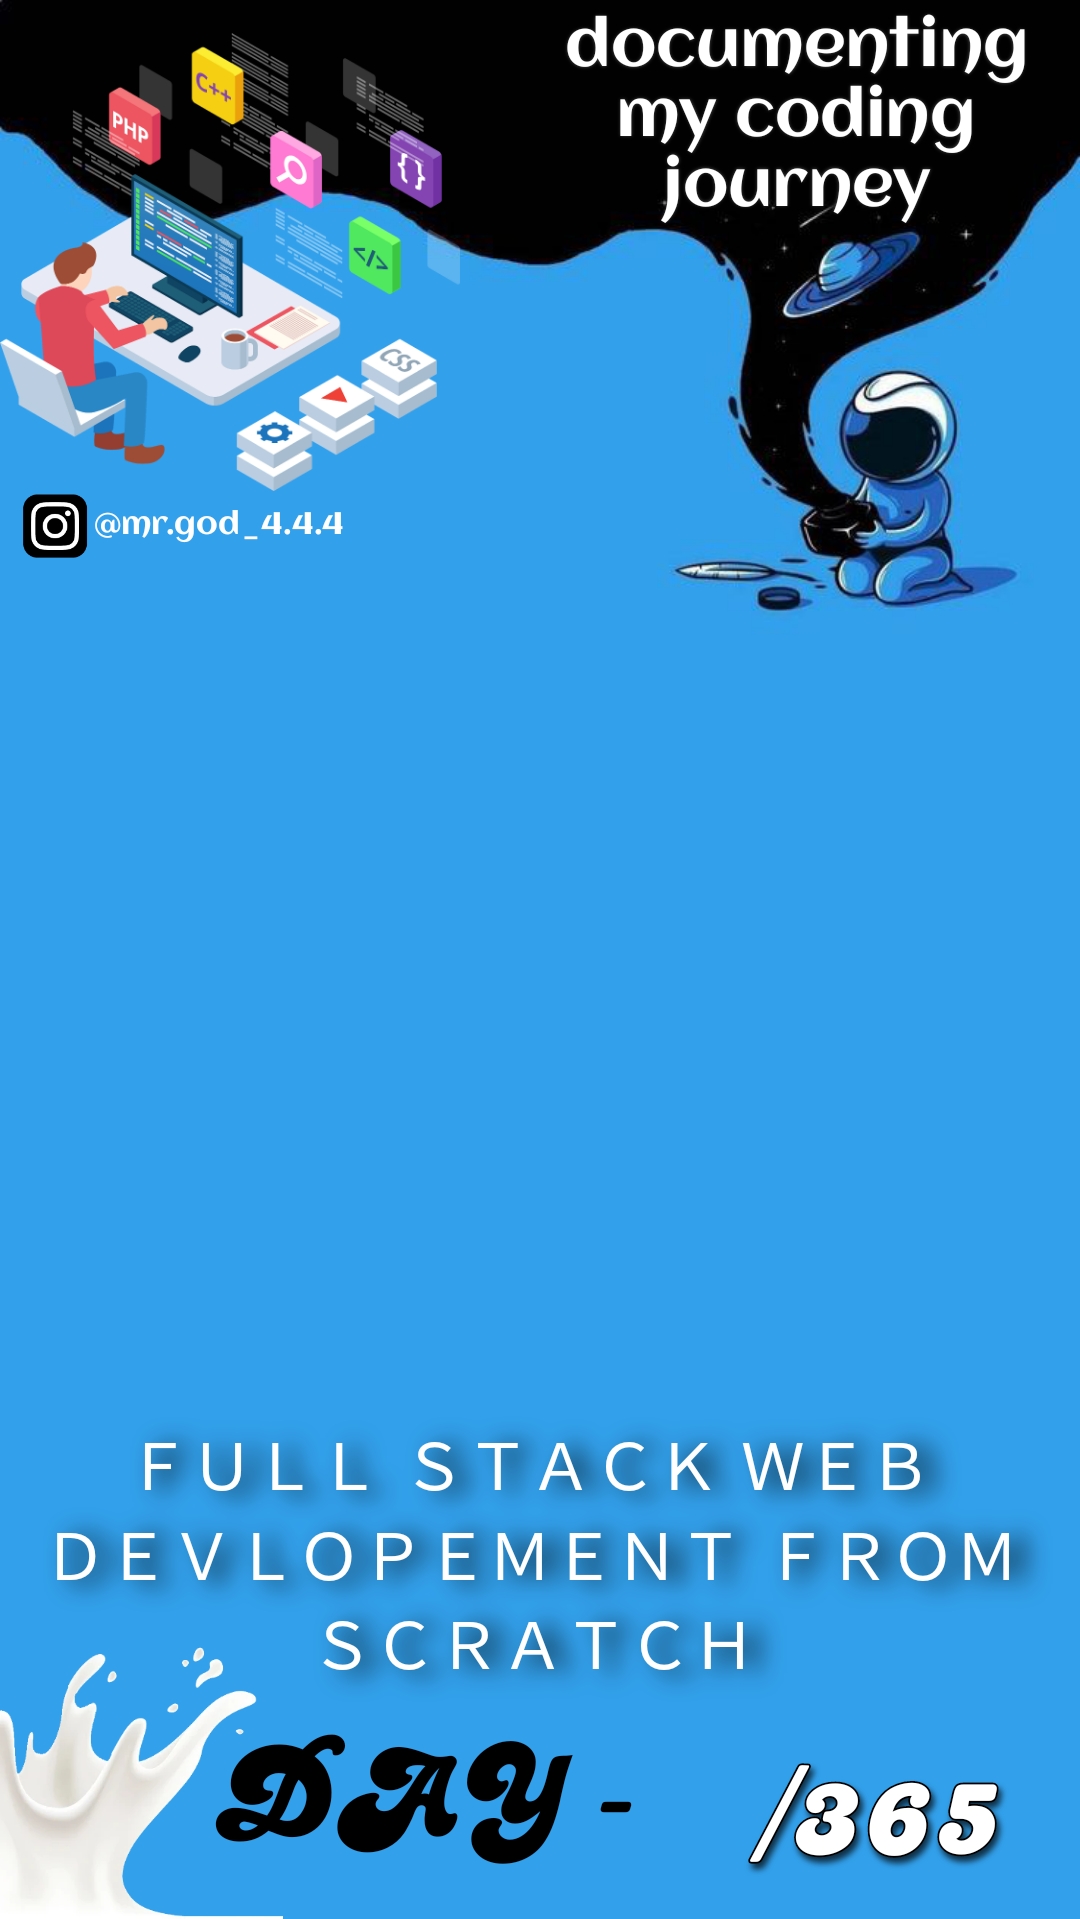 documenting
my coding
journey
C++
PHP
{}
</>
CSS
@mr.god_4.4.4
FULL STACK WEB
DEVLOPEMENT FROM
SCRATCH
DAY - /365